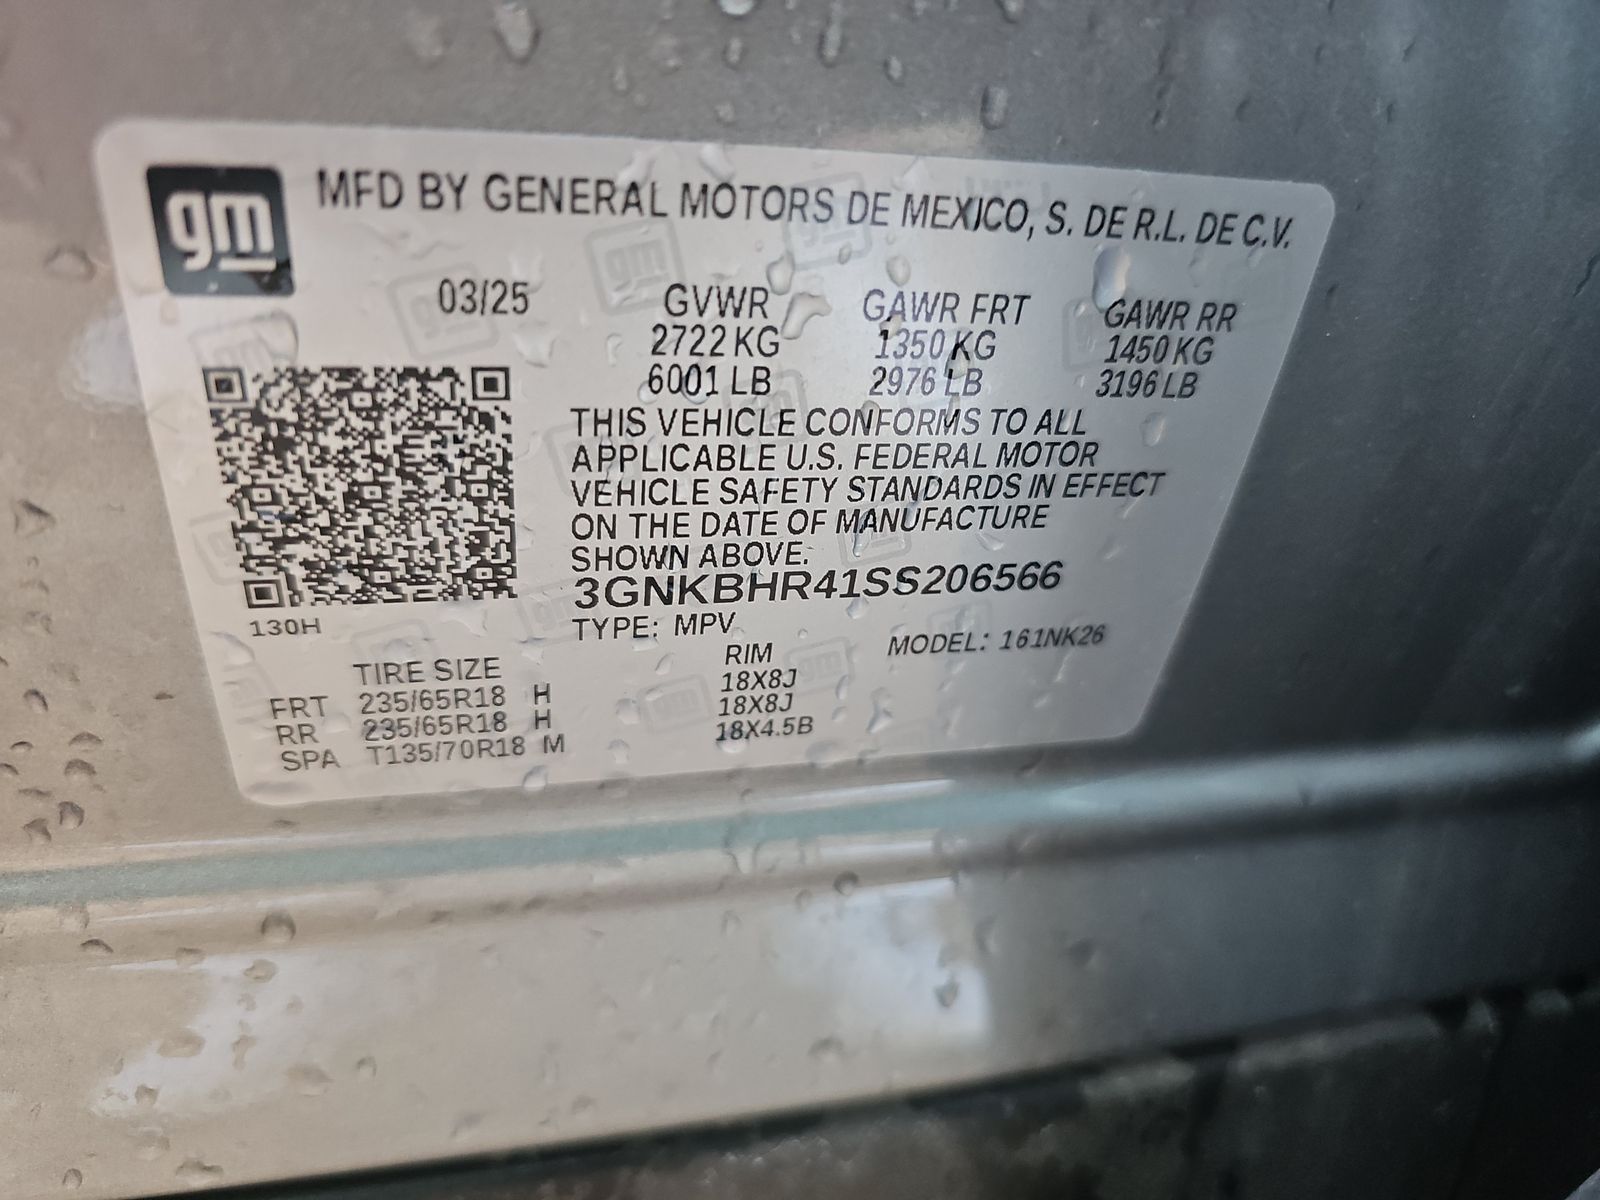 gm MFD BY GENERAL MOTORS DE MEXICO, S. DE R.L. DE C.V.
03/25 GVWR GAWR FRT GAWR RR
2722 KG 1350 KG 1450 KG
6001 LB 2976 LB 3196 LB
THIS VEHICLE CONFORMS TO ALL
APPLICABLE U.S. FEDERAL MOTOR
VEHICLE SAFETY STANDARDS IN EFFECT
ON THE DATE OF MANUFACTURE
SHOWN ABOVE.
3GNKBHR41SS206566
130H TYPE: MPV MODEL: 161NK26
TIRE SIZE RIM
FRT 235/65R18 H 18X8J
RR 235/65R18 H 18X8J
SPA T135/70R18 M 18X4.5B